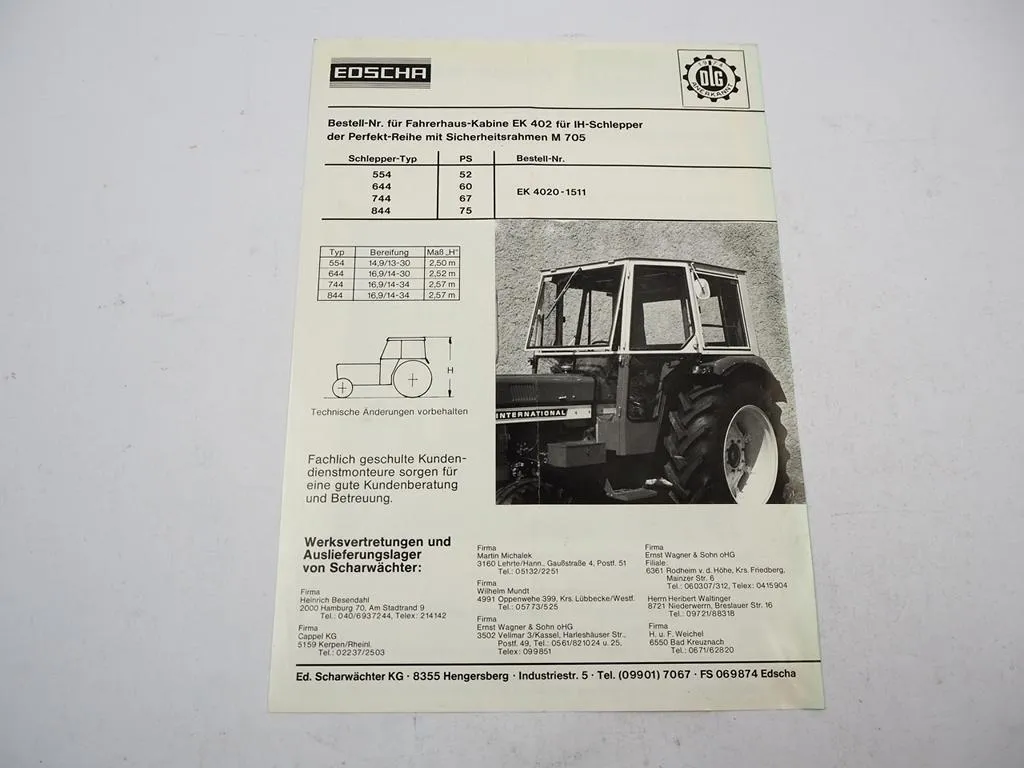 EDSCHA
1974
DLG
ANERKANNT
Bestell-Nr. für Fahrerhaus-Kabine EK 402 für IH-Schlepper
der Perfekt-Reihe mit Sicherheitsrahmen M 705
Schlepper-Typ PS Bestell-Nr.
554 52
644 60
EK 4020-1511
744 67
844 75
Typ Bereifung Maß „H"
554 14,9/13-30 2,50 m
644 16,9/14-30 2,52 m
744 16,9/14-34 2,57 m
844 16,9/14-34 2,57 m
H
Technische Änderungen vorbehalten
INTERNATIONAL
Fachlich geschulte Kunden-
dienstmonteure sorgen für
eine gute Kundenberatung
und Betreuung.
Werksvertretungen und
Auslieferungslager
von Scharwächter:
Firma
Heinrich Besendahl
2000 Hamburg 70, Am Stadtrand 9
Tel.: 040/6937244, Telex: 214142
Firma
Cappel KG
5159 Kerpen/Rheinl.
Tel.: 02237/2503
Firma
Martin Michalek
3160 Lehrte/Hann., Gaußstraße 4, Postf. 51
Tel.: 05132/2251
Firma
Wilhelm Mundt
4991 Oppenwehe 399, Krs. Lübbecke/Westf.
Tel.: 05773/525
Firma
Ernst Wagner & Sohn oHG
3502 Vellmar 3/Kassel, Harleshäuser Str.,
Postf. 49, Tel.: 0561/821024 u. 25,
Telex: 099851
Firma
Ernst Wagner & Sohn oHG
Filiale:
6361 Rodheim v. d. Höhe, Krs. Friedberg,
Mainzer Str. 6
Tel.: 060307/312, Telex: 0415904
Herrn Heribert Waltinger
8721 Niederwerrn, Breslauer Str. 16
Tel.: 09721/88318
Firma
H. u. F. Weichel
6550 Bad Kreuznach
Tel.: 0671/62820
Ed. Scharwächter KG · 8355 Hengersberg · Industriestr. 5 · Tel. (09901) 7067 · FS 069874 Edscha